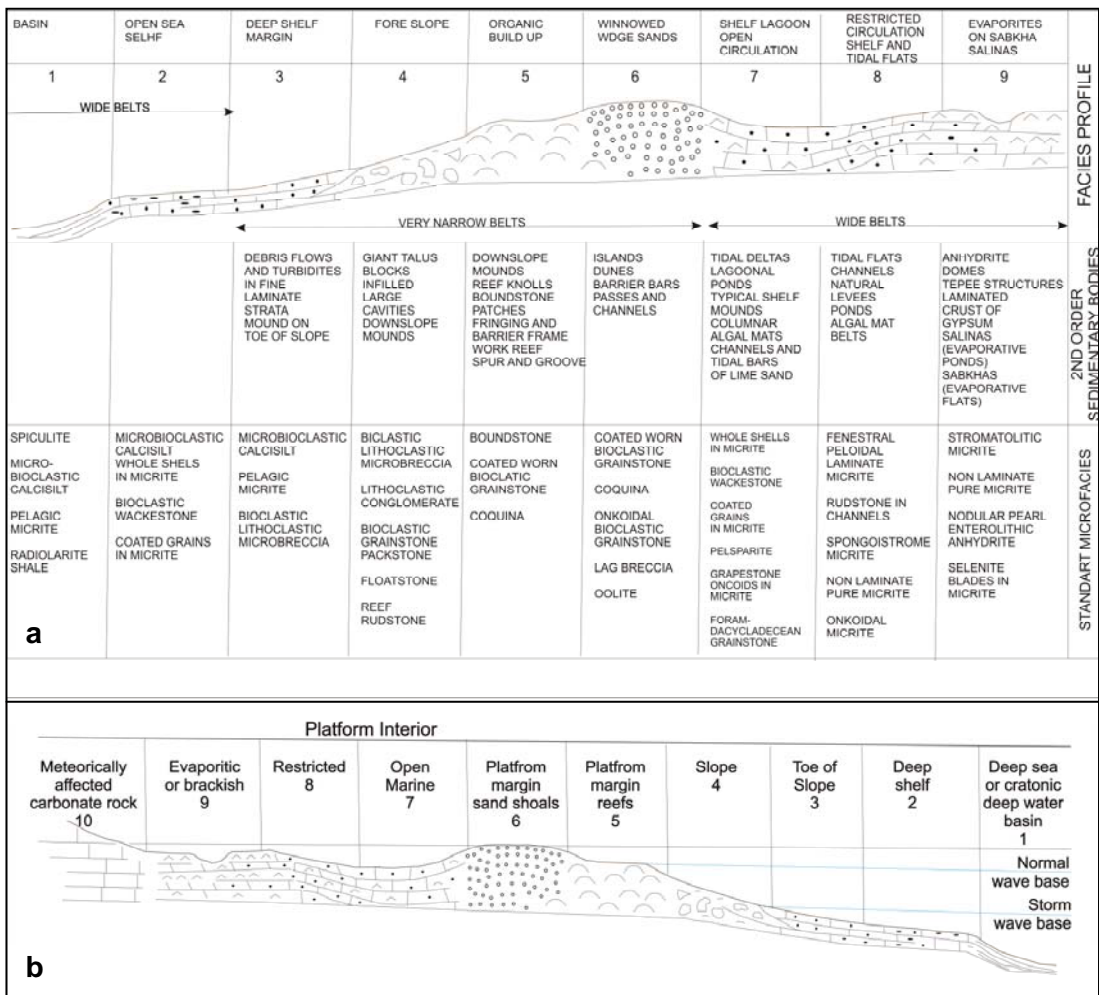 BASIN
1
OPEN SEA
SELHF
2
DEEP SHELF
MARGIN
3
FORE SLOPE
4
ORGANIC
BUILD UP
5
WINNOWED
WDGE SANDS
6
SHELF LAGOON
OPEN
CIRCULATION
7
RESTRICTED
CIRCULATION
SHELF AND
TIDAL FLATS
8
EVAPORITES
ON SABKHA
SALINAS
9
FACIES PROFILE
WIDE BELTS
VERY NARROW BELTS
WIDE BELTS
DEBRIS FLOWS
AND TURBIDITES
IN FINE
LAMINATE
STRATA
MOUND ON
TOE OF SLOPE
GIANT TALUS
BLOCKS
INFILLED
LARGE
CAVITIES
DOWNSLOPE
MOUNDS
DOWNSLOPE
MOUNDS
REEF KNOLLS
BOUNDSTONE
PATCHES
FRINGING AND
BARRIER FRAME
WORK REEF
SPUR AND GROOVE
ISLANDS
DUNES
BARRIER BARS
PASSES AND
CHANNELS
TIDAL DELTAS
LAGOONAL
PONDS
TYPICAL SHELF
MOUNDS
COLUMNAR
ALGAL MATS
CHANNELS AND
TIDAL BARS
OF LIME SAND
TIDAL FLATS
CHANNELS
NATURAL
LEVEES
PONDS
ALGAL MAT
BELTS
ANHYDRITE
DOMES
TEPEE STRUCTURES
LAMINATED
CRUST OF
GYPSUM
SALINAS
(EVAPORATIVE
PONDS)
SABKHAS
(EVAPORATIVE
FLATS)
2ND ORDER
SEDIMENTARY BODIES
SPICULITE
MICRO-
BIOCLASTIC
CALCISILT
PELAGIC
MICRITE
RADIOLARITE
SHALE
MICROBIOCLASTIC
CALCISILT
WHOLE SHELS
IN MICRITE
BIOCLASTIC
WACKESTONE
COATED GRAINS
IN MICRITE
MICROBIOCLASTIC
CALCISILT
PELAGIC
MICRITE
BIOCLASTIC
LITHOCLASTIC
MICROBRECCIA
BICLASTIC
LITHOCLASTIC
MICROBRECCIA
LITHOCLASTIC
CONGLOMERATE
BIOCLASTIC
GRAINSTONE
PACKSTONE
FLOATSTONE
REEF
RUDSTONE
BOUNDSTONE
COATED WORN
BIOCLATIC
GRAINSTONE
COQUINA
COATED WORN
BIOCLASTIC
GRAINSTONE
COQUINA
ONKOIDAL
BIOCLASTIC
GRAINSTONE
LAG BRECCIA
OOLITE
WHOLE SHELLS
IN MICRITE
BIOCLASTIC
WACKESTONE
COATED
GRAINS
IN MICRITE
PELSPARITE
GRAPESTONE
ONCOIDS IN
MICRITE
FORAM-
DACYCLADECEAN
GRAINSTONE
FENESTRAL
PELOIDAL
LAMINATE
MICRITE
RUDSTONE IN
CHANNELS
SPONGOISTROME
MICRITE
NON LAMINATE
PURE MICRITE
ONKOIDAL
MICRITE
STROMATOLITIC
MICRITE
NON LAMINATE
PURE MICRITE
NODULAR PEARL
ENTEROLITHIC
ANHYDRITE
SELENITE
BLADES IN
MICRITE
STANDART MICROFACIES
a
Platform Interior
Meteorically
affected
carbonate rock
10
Evaporitic
or brackish
9
Restricted
8
Open
Marine
7
Platfrom
margin
sand shoals
6
Platfrom
margin
reefs
5
Slope
4
Toe of
Slope
3
Deep
shelf
2
Deep sea
or cratonic
deep water
basin
1
Normal
wave base
Storm
wave base
b